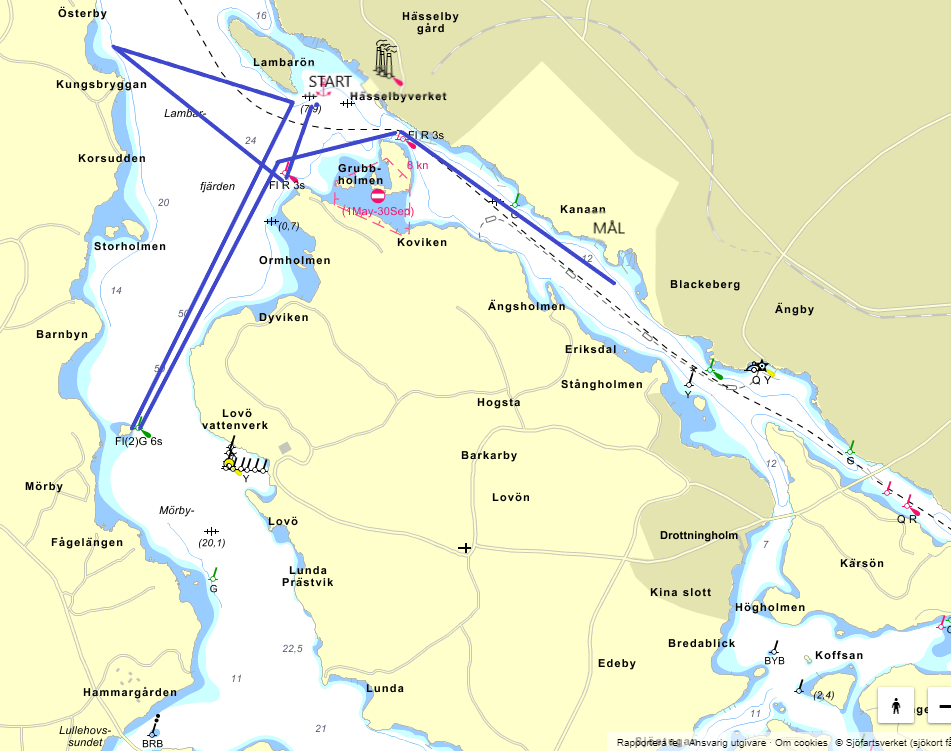 Österby
16
Hässelby
gård
Lambarön
START
Kungsbryggan
Hässelbyverket
(7,9)
Lambar-
24
Fl R 3s
Korsudden
Grubb-
holmen
6 kn
fjärden
Fl R 3s
20
(1May-30Sep)
Kanaan
G
(0,7)
MÅL
Storholmen
Koviken
Ormholmen
12
14
Blackeberg
50
Dyviken
Ängsholmen
Ängby
Barnbyn
Eriksdal
Stångholmen
Q Y
Y
Hogsta
Lovö
vattenverk
Fl(2)G 6s
Barkarby
G
12
Y
Mörby
Lovön
Mörby-
Q R
Lovö
Fågelängen
(20,1)
Drottningholm
7
Kärsön
Lunda
Prästvik
G
Kina slott
Högholmen
G
Bredablick
22,5
Koffsan
BYB
Edeby
11
Lunda
Hammargården
(2,4)
11
Lullehovs-
sundet
21
BRB
Rapportera fel · Ansvarig utgivare · Om cookies © Sjöfartsverket (sjökort